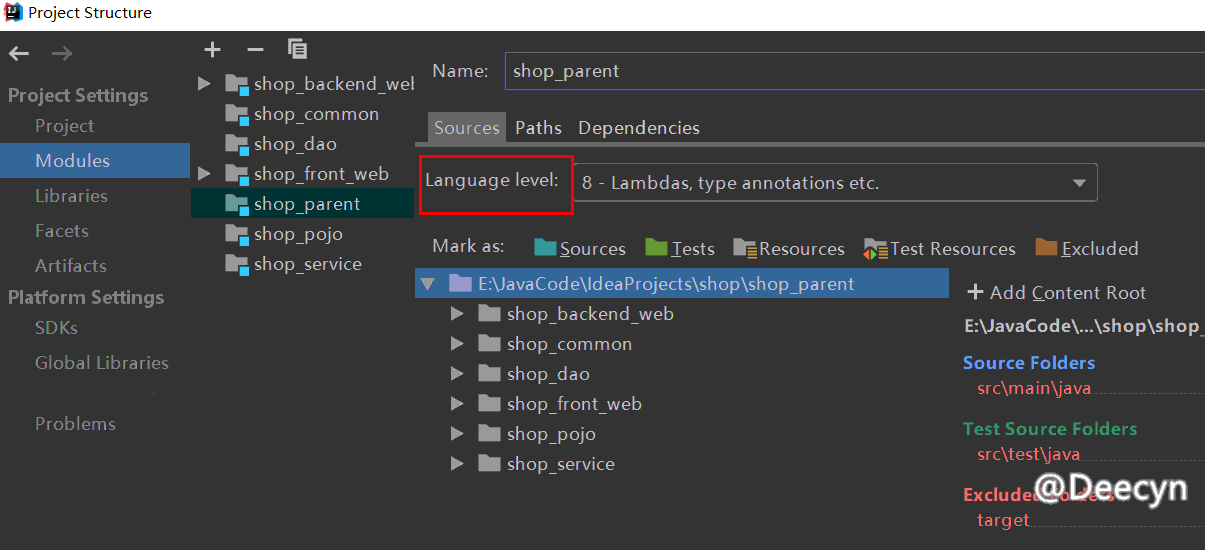 Project Structure
Project Settings
Project
Modules
Libraries
Facets
Artifacts
Platform Settings
SDKs
Global Libraries
Problems
shop_backend_web
shop_common
shop_dao
shop_front_web
shop_parent
shop_pojo
shop_service
Name: shop_parent
Sources Paths Dependencies
Language level: 8 - Lambdas, type annotations etc.
Mark as: Sources Tests Resources Test Resources Excluded
E:\JavaCode\IdeaProjects\shop\shop_parent
shop_backend_web
shop_common
shop_dao
shop_front_web
shop_pojo
shop_service
+ Add Content Root
E:\JavaCode\...\shop\shop_
Source Folders
src\main\java
Test Source Folders
src\test\java
Excluded
target
@Deecyn